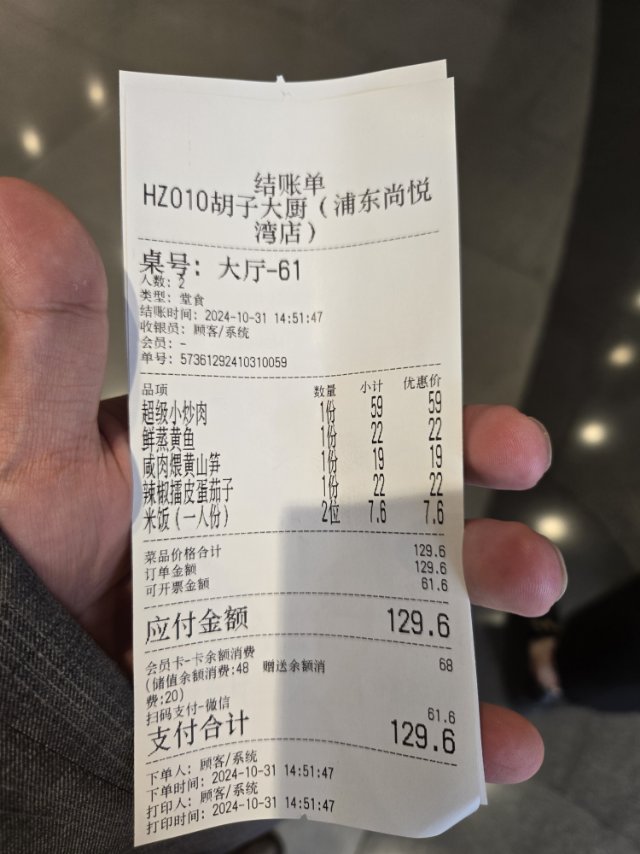 结账单
HZ010胡子大厨（浦东尚悦
湾店）
桌号：大厅-61
人数：2
类型：堂食
结账时间：2024-10-31 14:51:47
收银员：顾客/系统
会员：-
单号：57361292410310059
品项 数量 小计 优惠价
超级小炒肉 1份 59 59
鲜蒸黄鱼 1份 22 22
咸肉煨黄山笋 1份 19 19
辣椒擂皮蛋茄子 1份 22 22
米饭（一人份） 2位 7.6 7.6
菜品价格合计 129.6
订单金额 129.6
可开票金额 61.6
应付金额 129.6
会员卡-卡余额消费 68
(储值余额消费:48 赠送余额消
费:20)
扫码支付-微信 61.6
支付合计 129.6
下单人：顾客/系统
下单时间：2024-10-31 14:51:47
打印人：顾客/系统
打印时间：2024-10-31 14:51:47